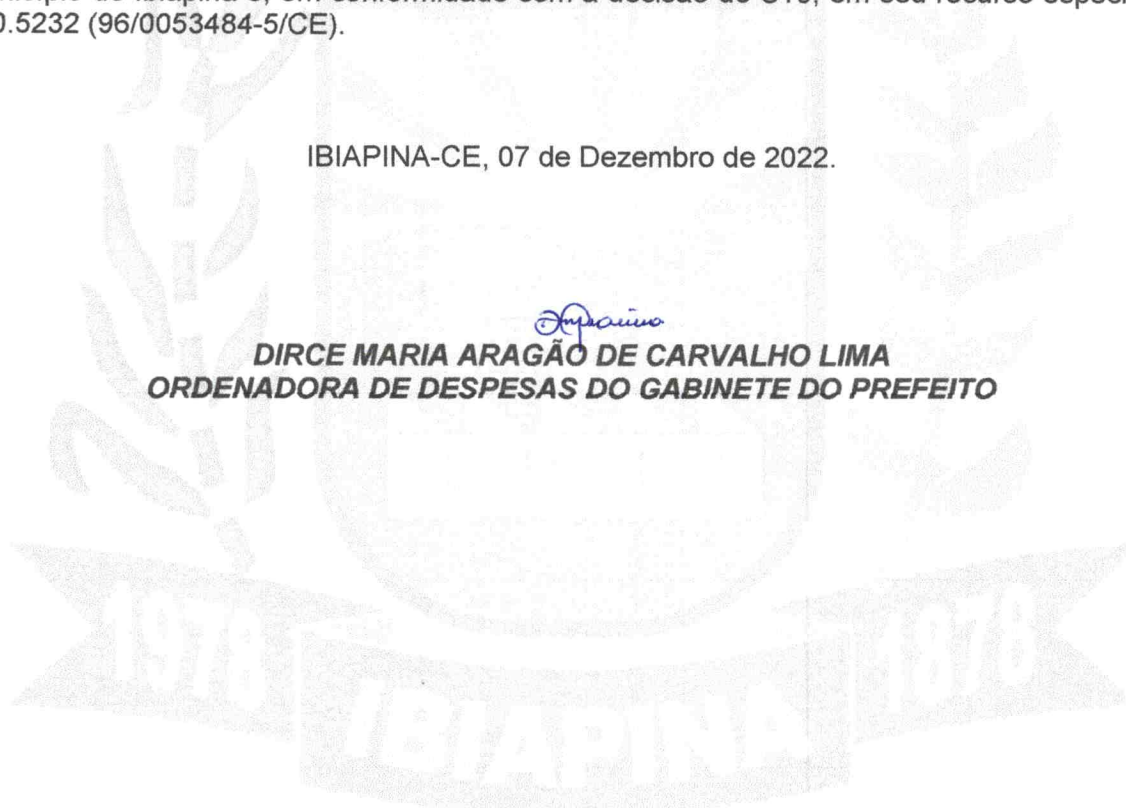 0.5232 (96/0053484-5/CE).
IBIAPINA-CE, 07 de Dezembro de 2022.
DIRCE MARIA ARAGÃO DE CARVALHO LIMA
ORDENADORA DE DESPESAS DO GABINETE DO PREFEITO
1978 1878
IBIAPINA